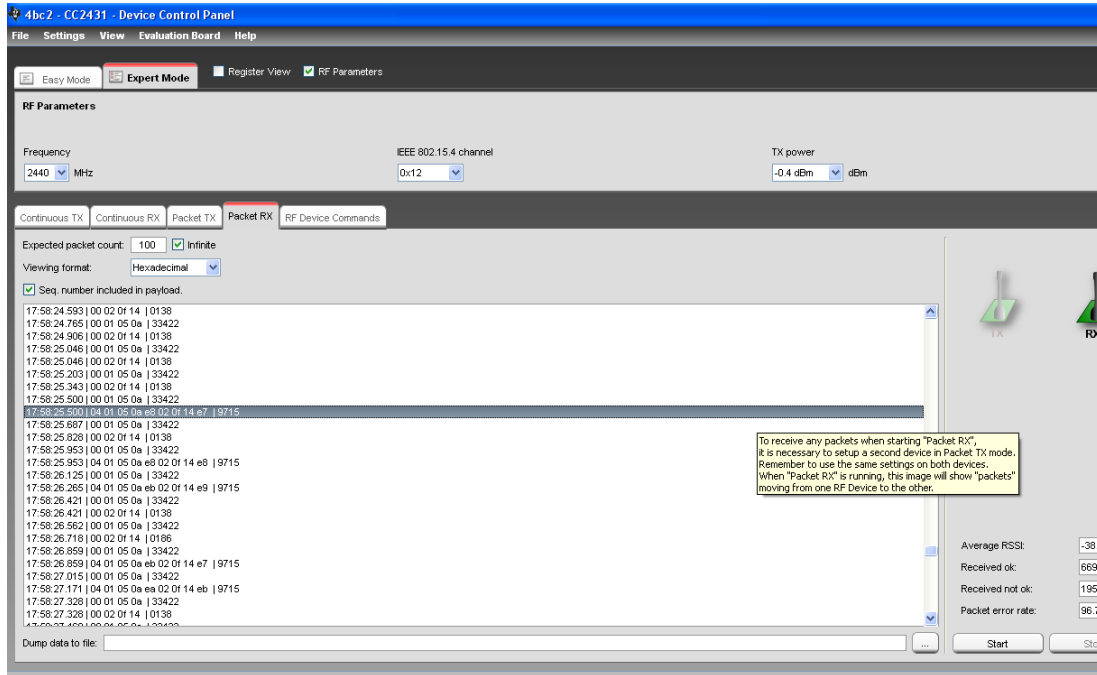 4bc2 - CC2431 - Device Control Panel
File Settings View Evaluation Board Help
Easy Mode Expert Mode Register View RF Parameters
RF Parameters
Frequency IEEE 802.15.4 channel TX power
2440 MHz 0x12 -0.4 dBm dBm
Continuous TX Continuous RX Packet TX Packet RX RF Device Commands
Expected packet count: 100 Infinite
Viewing format: Hexadecimal
Seq. number included in payload.
17:58:24.593 | 00 02 0f 14 | 0138
17:58:24.765 | 00 01 05 0a | 33422
17:58:24.906 | 00 02 0f 14 | 0138
17:58:25.046 | 00 01 05 0a | 33422
17:58:25.046 | 00 02 0f 14 | 0138
17:58:25.203 | 00 01 05 0a | 33422
17:58:25.343 | 00 02 0f 14 | 0138
17:58:25.500 | 00 01 05 0a | 33422
17:58:25.500 | 04 01 05 0a e8 02 0f 14 e7 | 9715
17:58:25.687 | 00 01 05 0a | 33422
17:58:25.828 | 00 02 0f 14 | 0138
17:58:25.953 | 00 01 05 0a | 33422
17:58:25.953 | 04 01 05 0a e8 02 0f 14 e8 | 9715
17:58:26.125 | 00 01 05 0a | 33422
17:58:26.265 | 04 01 05 0a eb 02 0f 14 e9 | 9715
17:58:26.421 | 00 01 05 0a | 33422
17:58:26.421 | 00 02 0f 14 | 0138
17:58:26.562 | 00 01 05 0a | 33422
17:58:26.718 | 00 02 0f 14 | 0186
17:58:26.859 | 00 01 05 0a | 33422
17:58:26.859 | 04 01 05 0a eb 02 0f 14 e7 | 9715
17:58:27.015 | 00 01 05 0a | 33422
17:58:27.171 | 04 01 05 0a ea 02 0f 14 eb | 9715
17:58:27.328 | 00 01 05 0a | 33422
17:58:27.328 | 00 02 0f 14 | 0138
Dump data to file: ...
TX RX
To receive any packets when starting "Packet RX",
it is necessary to setup a second device in Packet TX mode.
Remember to use the same settings on both devices.
When "Packet RX" is running, this image will show "packets"
moving from one RF Device to the other.
Average RSSI: -38
Received ok: 669
Received not ok: 195
Packet error rate: 96.7
Start